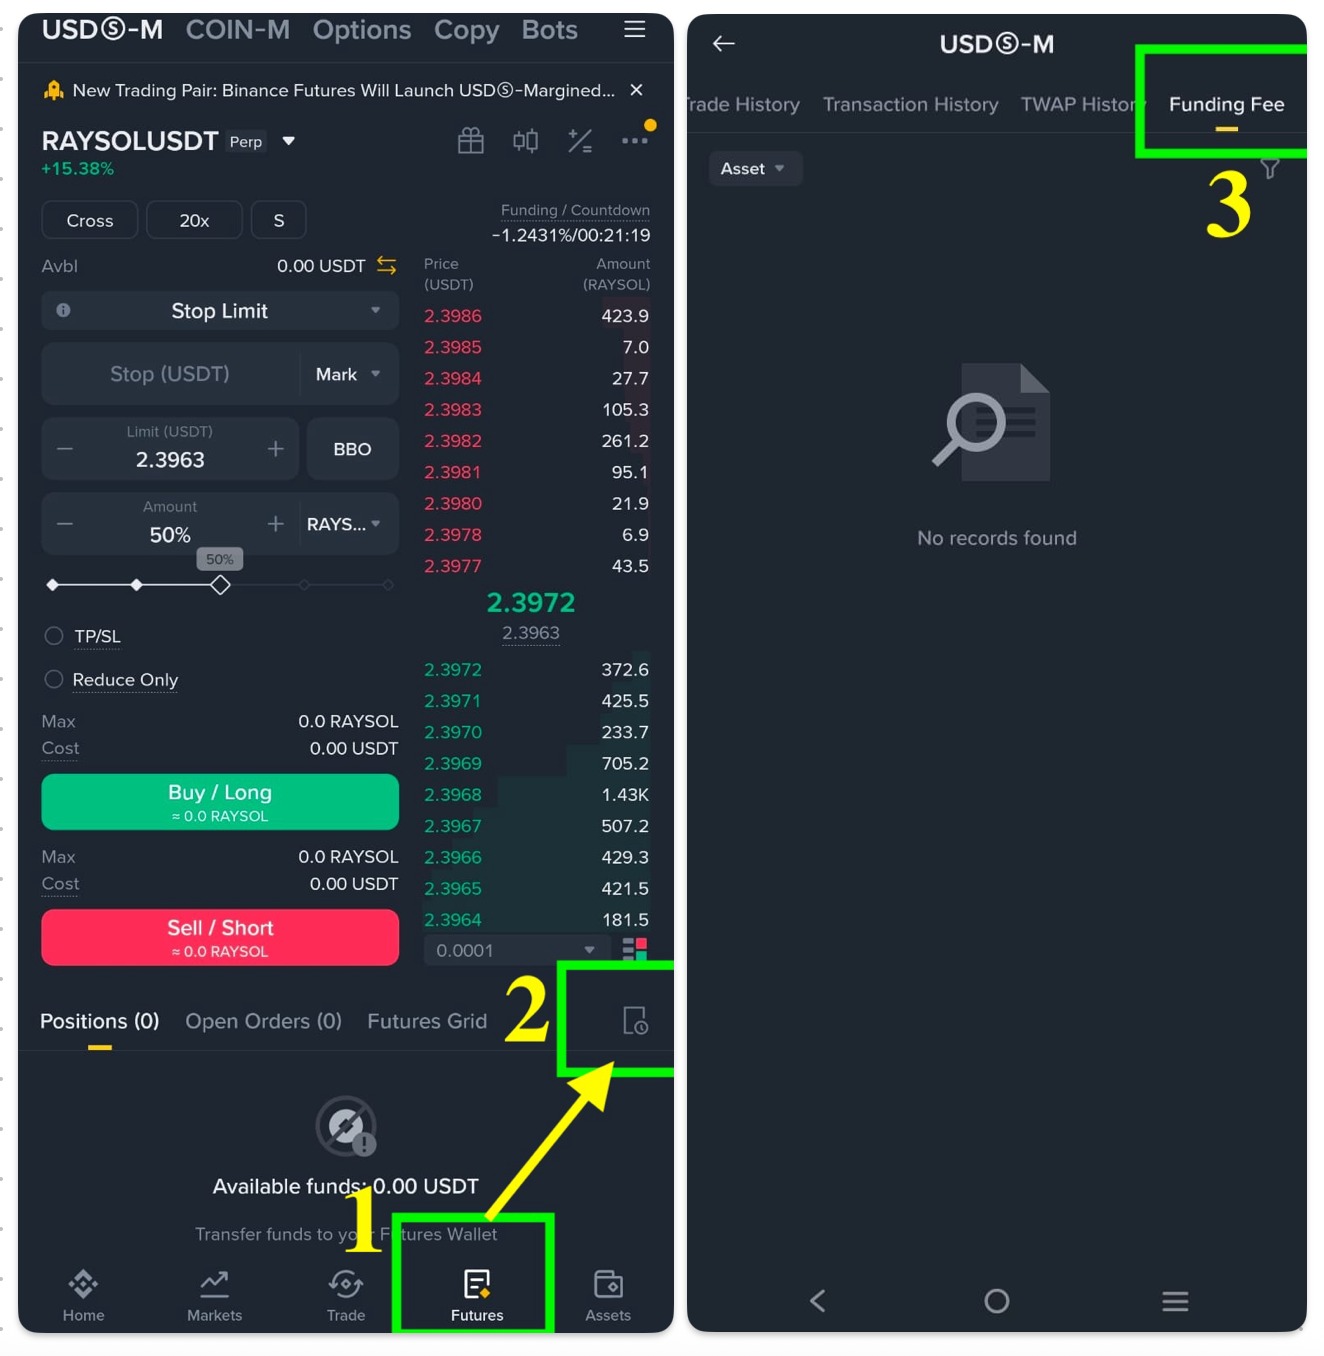 USDⓈ-M COIN-M Options Copy Bots
New Trading Pair: Binance Futures Will Launch USDⓈ-Margined...
RAYSOLUSDT Perp
+15.38%
Cross 20x S
Funding / Countdown
-1.2431%/00:21:19
Avbl 0.00 USDT
Stop Limit
Stop (USDT) Mark
Limit (USDT)
2.3963
BBO
Amount
50%
RAYS...
50%
TP/SL
Reduce Only
Max 0.0 RAYSOL
Cost 0.00 USDT
Buy / Long
≈ 0.0 RAYSOL
Max 0.0 RAYSOL
Cost 0.00 USDT
Sell / Short
≈ 0.0 RAYSOL
Price Amount
(USDT) (RAYSOL)
2.3986 423.9
2.3985 7.0
2.3984 27.7
2.3983 105.3
2.3982 261.2
2.3981 95.1
2.3980 21.9
2.3978 6.9
2.3977 43.5
2.3972
2.3963
2.3972 372.6
2.3971 425.5
2.3970 233.7
2.3969 705.2
2.3968 1.43K
2.3967 507.2
2.3966 429.3
2.3965 421.5
2.3964 181.5
0.0001
Positions (0) Open Orders (0) Futures Grid
2
Available funds: 0.00 USDT
1
Transfer funds to your Futures Wallet
Home Markets Trade Futures Assets
USDⓈ-M
Trade History Transaction History TWAP History Funding Fee
Asset
3
No records found